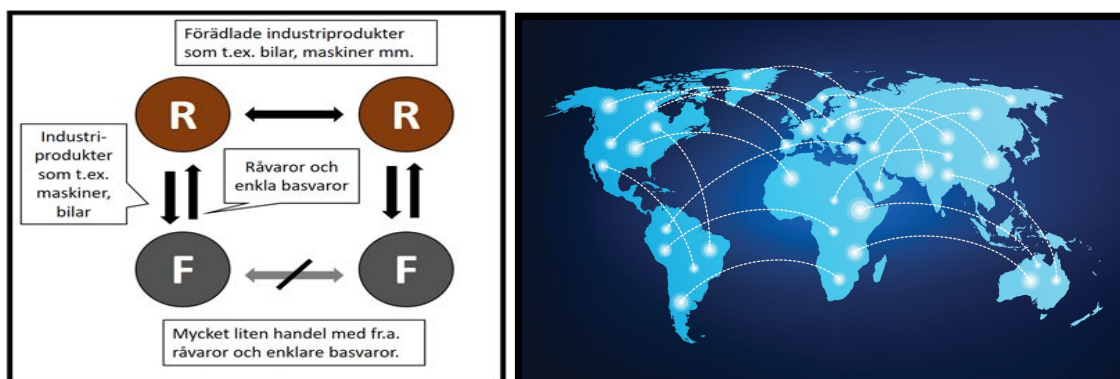 Förädlade industriprodukter
som t.ex. bilar, maskiner mm.
R
R
Industri-
produkter
som t.ex.
maskiner,
bilar
Råvaror och
enkla basvaror
F
F
Mycket liten handel med fr.a.
råvaror och enklare basvaror.